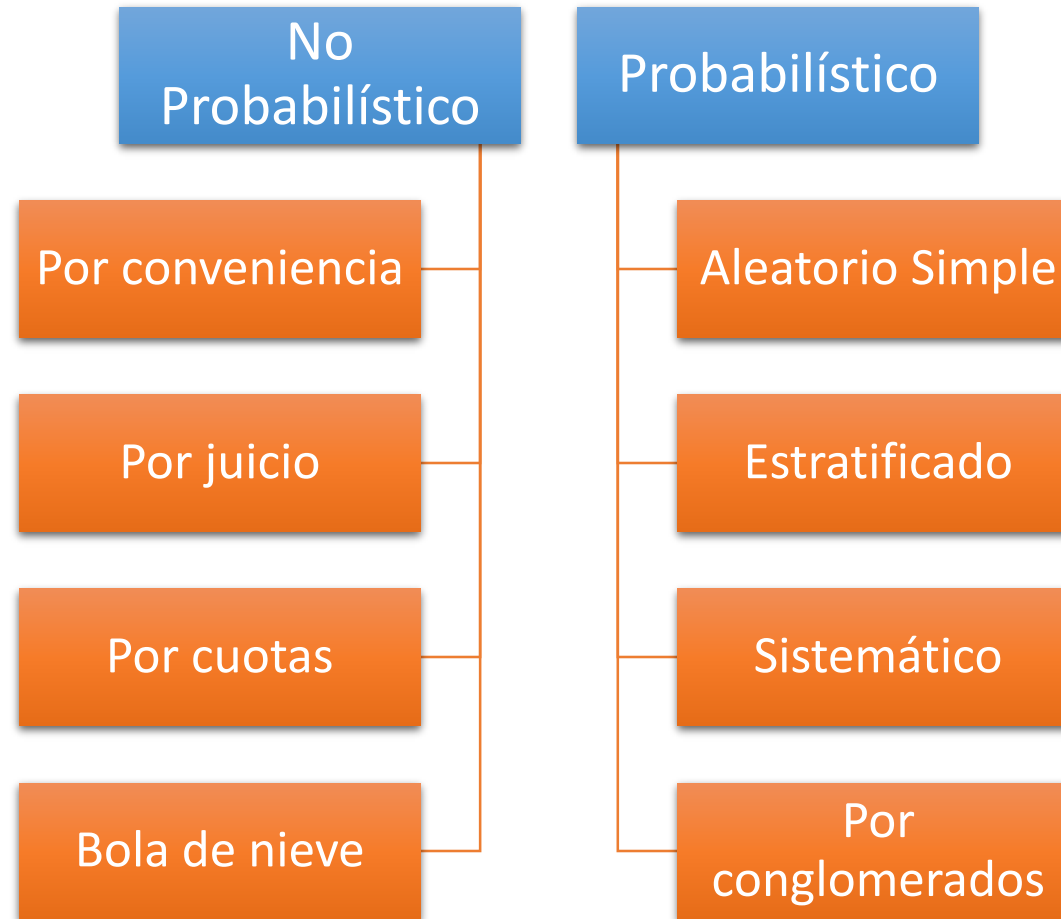 No
Probabilístico
Por conveniencia
Por juicio
Por cuotas
Bola de nieve
Probabilístico
Aleatorio Simple
Estratificado
Sistemático
Por
conglomerados